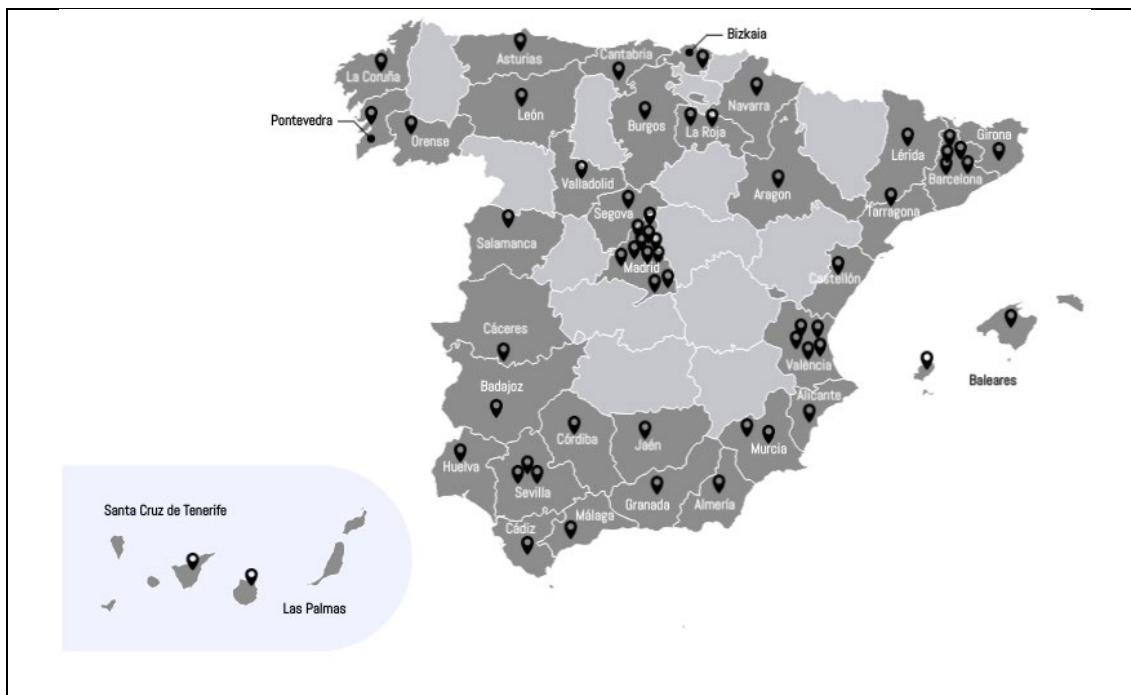 Bizkaia
Asturias
Cantabria
La Coruña
Navarra
León
Burgos
La Roja
Girona
Pontevedra
Orense
Lérida
Barcelona
Valladolid
Aragon
Segova
Tarragona
Salamanca
Madrid
Castellón
Cáceres
València
Baleares
Badajoz
Alicante
Córdiba
Jaén
Murcia
Huelva
Sevilla
Granada
Almería
Málaga
Cádiz
Santa Cruz de Tenerife
Las Palmas